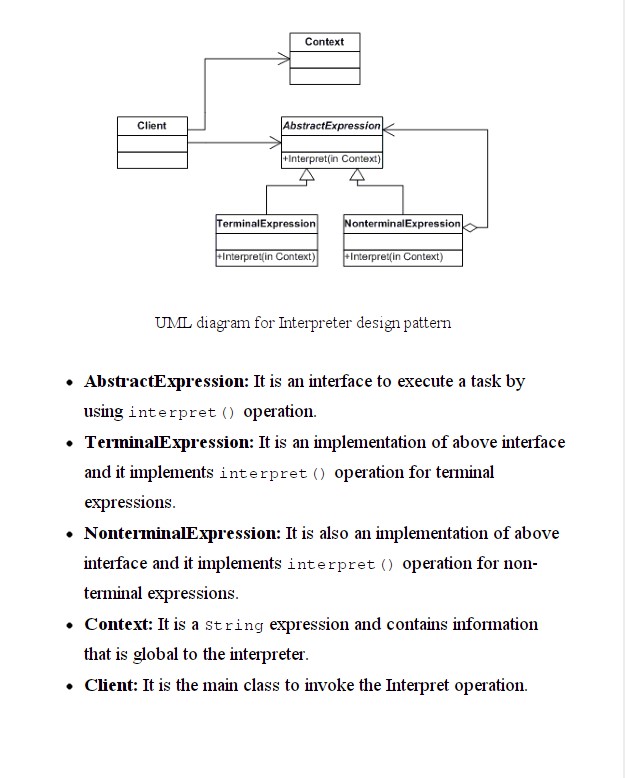 Context
Client
AbstractExpression
+Interpret(in Context)
TerminalExpression
NonterminalExpression
+Interpret(in Context)
+Interpret(in Context)
UML diagram for Interpreter design pattern
• AbstractExpression: It is an interface to execute a task by
using interpret() operation.
• TerminalExpression: It is an implementation of above interface
and it implements interpret() operation for terminal
expressions.
• NonterminalExpression: It is also an implementation of above
interface and it implements interpret() operation for non-
terminal expressions.
• Context: It is a String expression and contains information
that is global to the interpreter.
• Client: It is the main class to invoke the Interpret operation.